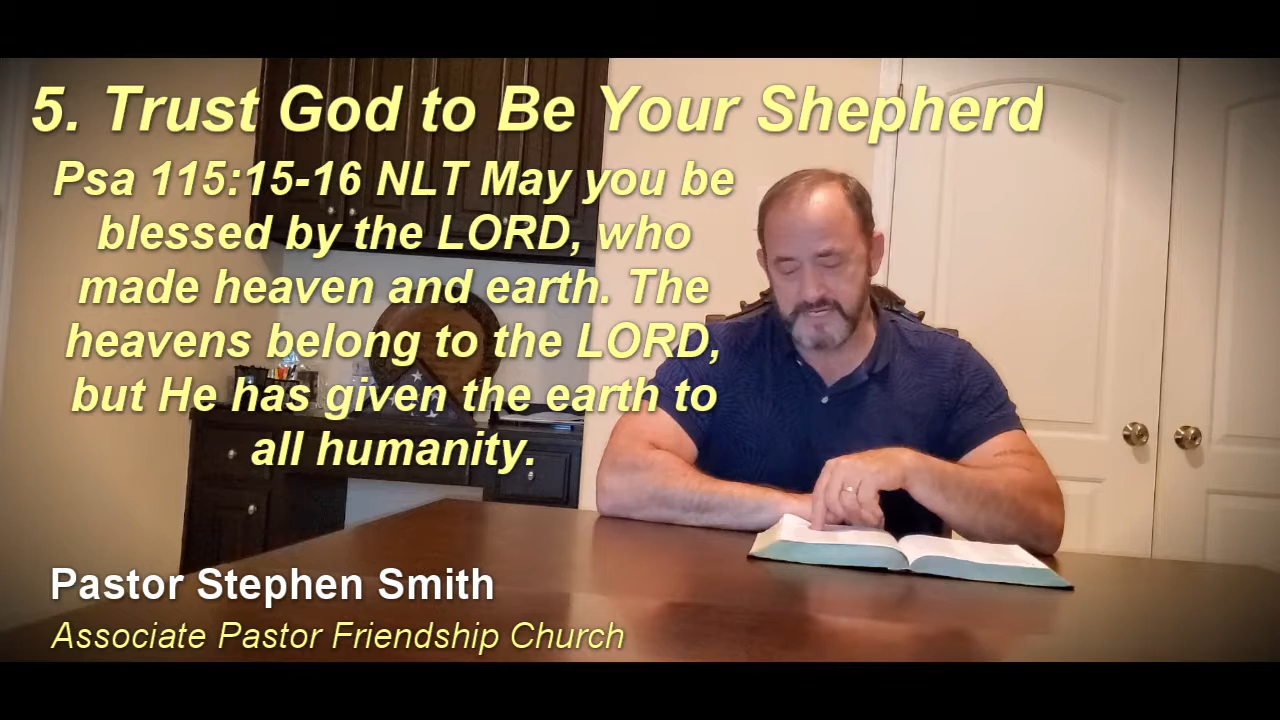 5. Trust God to Be Your Shepherd
Psa 115:15-16 NLT May you be
blessed by the LORD, who
made heaven and earth. The
heavens belong to the LORD,
but He has given the earth to
all humanity.
Pastor Stephen Smith
Associate Pastor Friendship Church